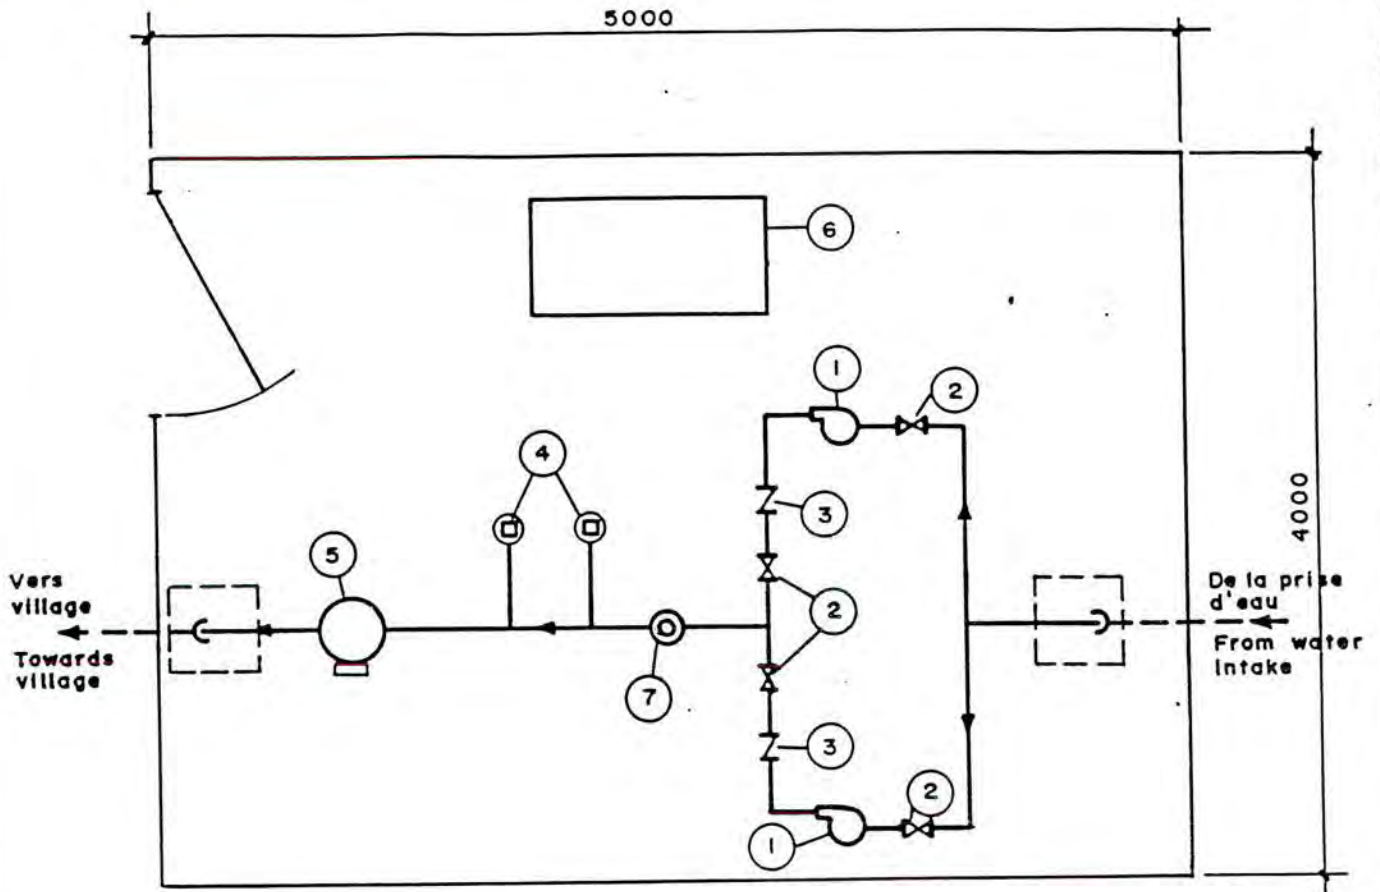 5000
6
1
2
4
3
5
4000
Vers
village
De la prise
d'eau
2
Towards
village
From water
Intake
7
3
2
1